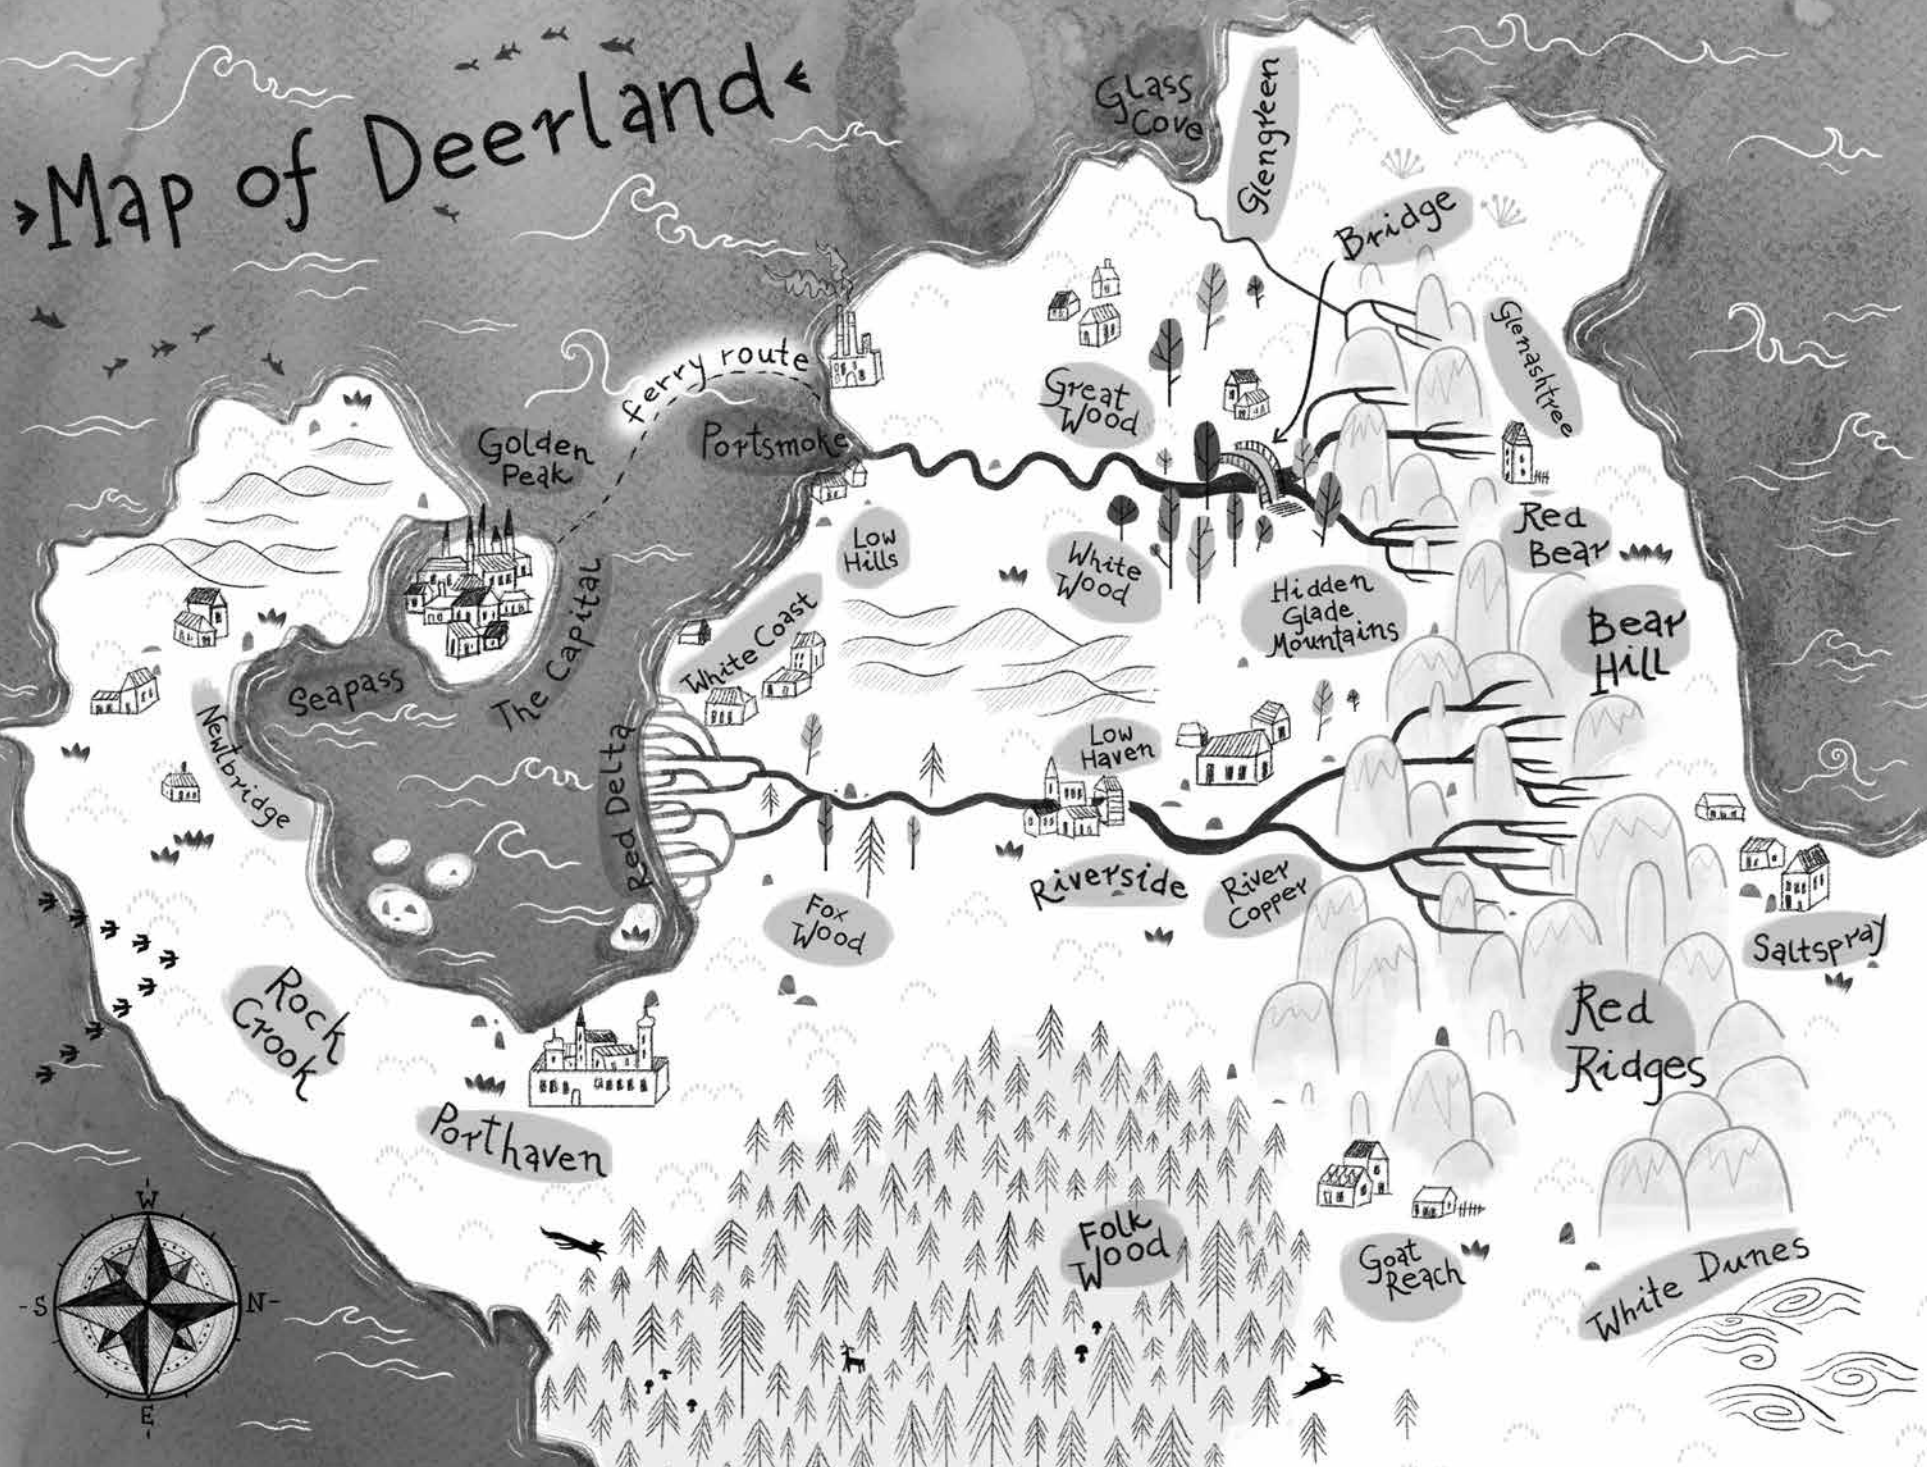 Map of Deerland
Glass
Cove
Glengreen
Bridge
Glenashtree
ferry route
Great
Wood
Golden
Peak
Portsmoke
Low
Hills
White
Wood
Hidden
Glade
Mountains
Red
Bear
Bear
Hill
The Capital
White Coast
Seapass
Newtbridge
Red Delta
Low
Haven
Riverside
River
Copper
Fox
Wood
Saltspray
Rock
Crook
Red
Ridges
Porthaven
Folk
Wood
Goat
Reach
White Dunes
W
S
N
E